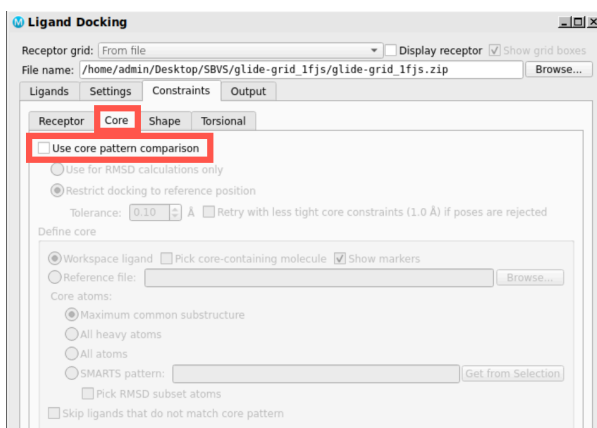 Ligand Docking
Receptor grid: From file Display receptor Show grid boxes
File name: /home/admin/Desktop/SBVS/glide-grid_1fjs/glide-grid_1fjs.zip Browse...
Ligands Settings Constraints Output
Receptor Core Shape Torsional
Use core pattern comparison
Use for RMSD calculations only
Restrict docking to reference position
Tolerance: 0.10 Å Retry with less tight core constraints (1.0 Å) if poses are rejected
Define core
Workspace ligand Pick core-containing molecule Show markers
Reference file: Browse...
Core atoms:
Maximum common substructure
All heavy atoms
All atoms
SMARTS pattern: Get from Selection
Pick RMSD subset atoms
Skip ligands that do not match core pattern